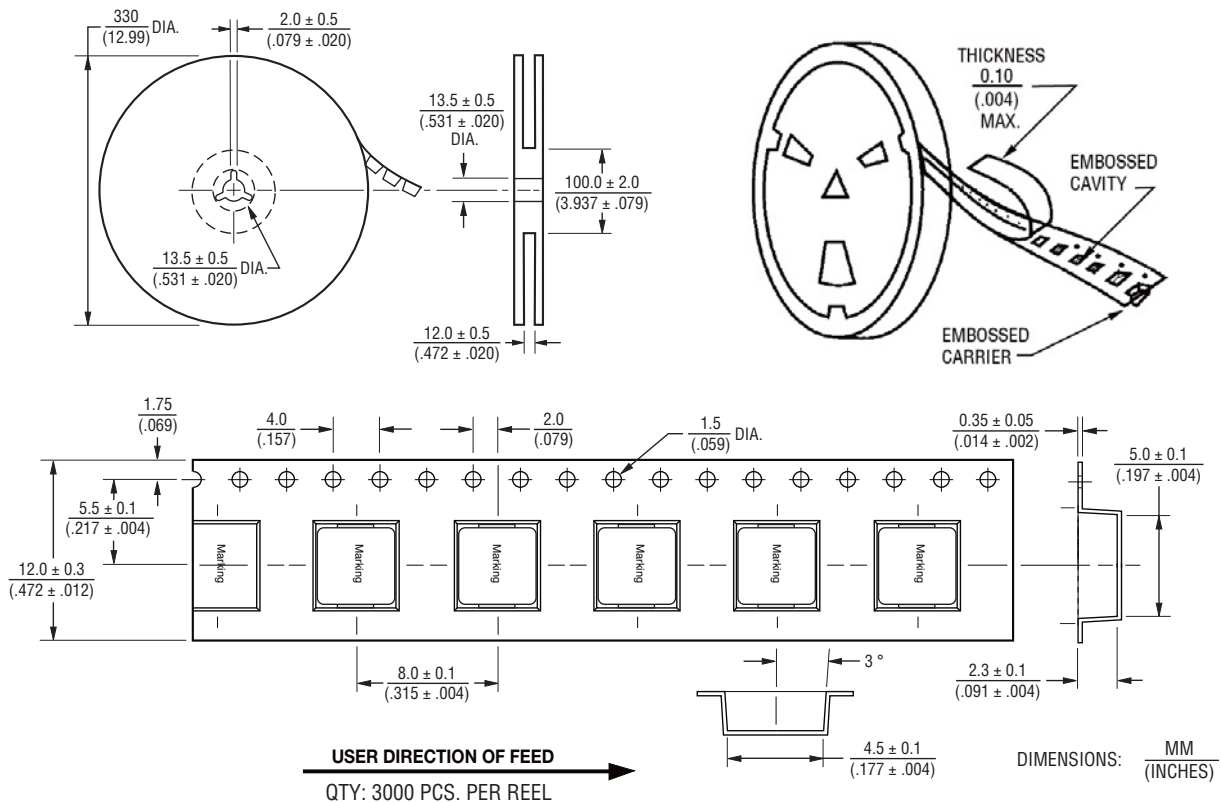 330
(12.99)
DIA.
2.0 ± 0.5
(.079 ± .020)
13.5 ± 0.5
(.531 ± .020)
DIA.
100.0 ± 2.0
(3.937 ± .079)
13.5 ± 0.5
(.531 ± .020)
DIA.
12.0 ± 0.5
(.472 ± .020)
THICKNESS
0.10
(.004)
MAX.
EMBOSSED
CAVITY
EMBOSSED
CARRIER
1.75
(.069)
4.0
(.157)
2.0
(.079)
1.5
(.059)
DIA.
0.35 ± 0.05
(.014 ± .002)
5.0 ± 0.1
(.197 ± .004)
5.5 ± 0.1
(.217 ± .004)
12.0 ± 0.3
(.472 ± .012)
Marking
Marking
Marking
Marking
Marking
Marking
8.0 ± 0.1
(.315 ± .004)
3 °
2.3 ± 0.1
(.091 ± .004)
4.5 ± 0.1
(.177 ± .004)
USER DIRECTION OF FEED
QTY: 3000 PCS. PER REEL
DIMENSIONS:
MM
(INCHES)